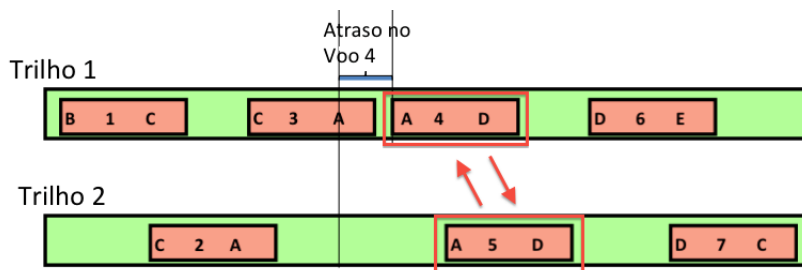 Atraso no
Voo 4
Trilho 1
B 1 C C 3 A A 4 D D 6 E
Trilho 2
C 2 A A 5 D D 7 C